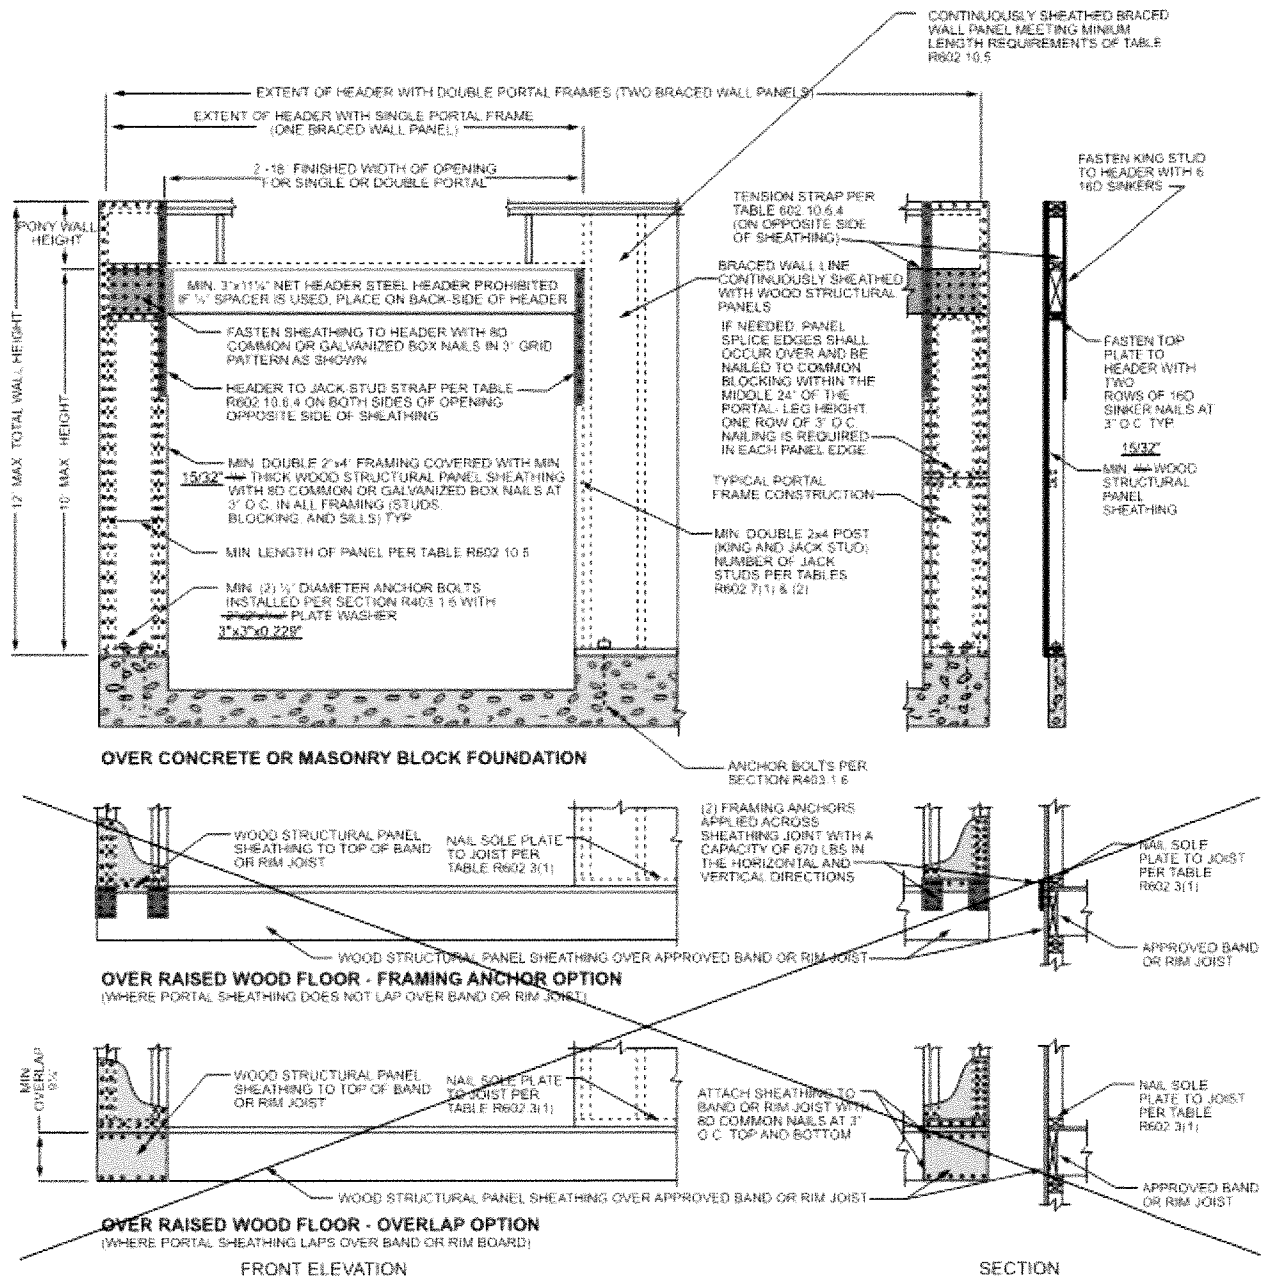 CONTINUOUSLY SHEATHED BRACED
WALL PANEL MEETING MINIUM
LENGTH REQUIREMENTS OF TABLE
R602 10.5
EXTENT OF HEADER WITH DOUBLE PORTAL FRAMES (TWO BRACED WALL PANELS)
EXTENT OF HEADER WITH SINGLE PORTAL FRAME
(ONE BRACED WALL PANEL)
2'-18' FINISHED WIDTH OF OPENING
FOR SINGLE OR DOUBLE PORTAL
FASTEN KING STUD
TO HEADER WITH 6
16D SINKERS
TENSION STRAP PER
TABLE 602 10.6.4
(ON OPPOSITE SIDE
OF SHEATHING)
PONY WALL
HEIGHT
12' MAX TOTAL WALL HEIGHT
10' MAX HEIGHT
MIN. 3"x11¼" NET HEADER STEEL HEADER PROHIBITED
IF ½" SPACER IS USED, PLACE ON BACK-SIDE OF HEADER
BRACED WALL LINE
CONTINUOUSLY SHEATHED
WITH WOOD STRUCTURAL
PANELS
FASTEN SHEATHING TO HEADER WITH 8D
COMMON OR GALVANIZED BOX NAILS IN 3" GRID
PATTERN AS SHOWN
IF NEEDED, PANEL
SPLICE EDGES SHALL
OCCUR OVER AND BE
NAILED TO COMMON
BLOCKING WITHIN THE
MIDDLE 24" OF THE
PORTAL- LEG HEIGHT.
ONE ROW OF 3" O C
NAILING IS REQUIRED
IN EACH PANEL EDGE
FASTEN TOP
PLATE TO
HEADER WITH
TWO
ROWS OF 16D
SINKER NAILS AT
3" O.C. TYP
HEADER TO JACK-STUD STRAP PER TABLE
R602 10.6.4 ON BOTH SIDES OF OPENING
OPPOSITE SIDE OF SHEATHING
MIN. DOUBLE 2"x4" FRAMING COVERED WITH MIN
15/32" THICK WOOD STRUCTURAL PANEL SHEATHING
WITH 8D COMMON OR GALVANIZED BOX NAILS AT
3" O.C. IN ALL FRAMING (STUDS,
BLOCKING, AND SILLS) TYP
15/32"
MIN. WOOD
STRUCTURAL
PANEL
SHEATHING
TYPICAL PORTAL
FRAME CONSTRUCTION
MIN. LENGTH OF PANEL PER TABLE R602 10 5
MIN. DOUBLE 2x4 POST
(KING AND JACK STUD)
NUMBER OF JACK
STUDS PER TABLES
R602 7(1) & (2)
MIN. (2) ½" DIAMETER ANCHOR BOLTS
INSTALLED PER SECTION R403 1 6 WITH
PLATE WASHER
3"x3"x0.229"
OVER CONCRETE OR MASONRY BLOCK FOUNDATION
ANCHOR BOLTS PER
SECTION R403 1 6
WOOD STRUCTURAL PANEL
SHEATHING TO TOP OF BAND
OR RIM JOIST
NAIL SOLE PLATE
TO JOIST PER
TABLE R602 3(1)
(2) FRAMING ANCHORS
APPLIED ACROSS
SHEATHING JOINT WITH A
CAPACITY OF 670 LBS IN
THE HORIZONTAL AND
VERTICAL DIRECTIONS
NAIL SOLE
PLATE TO JOIST
PER TABLE
R602 3(1)
APPROVED BAND
OR RIM JOIST
WOOD STRUCTURAL PANEL SHEATHING OVER APPROVED BAND OR RIM JOIST
OVER RAISED WOOD FLOOR - FRAMING ANCHOR OPTION
(WHERE PORTAL SHEATHING DOES NOT LAP OVER BAND OR RIM JOIST)
MIN
OVERLAP
9¼"
WOOD STRUCTURAL PANEL
SHEATHING TO TOP OF BAND
OR RIM JOIST
NAIL SOLE PLATE
TO JOIST PER
TABLE R602 3(1)
ATTACH SHEATHING TO
BAND OR RIM JOIST WITH
8D COMMON NAILS AT 3"
O.C. TOP AND BOTTOM
NAIL SOLE
PLATE TO JOIST
PER TABLE
R602 3(1)
APPROVED BAND
OR RIM JOIST
WOOD STRUCTURAL PANEL SHEATHING OVER APPROVED BAND OR RIM JOIST
OVER RAISED WOOD FLOOR - OVERLAP OPTION
(WHERE PORTAL SHEATHING LAPS OVER BAND OR RIM BOARD)
FRONT ELEVATION
SECTION